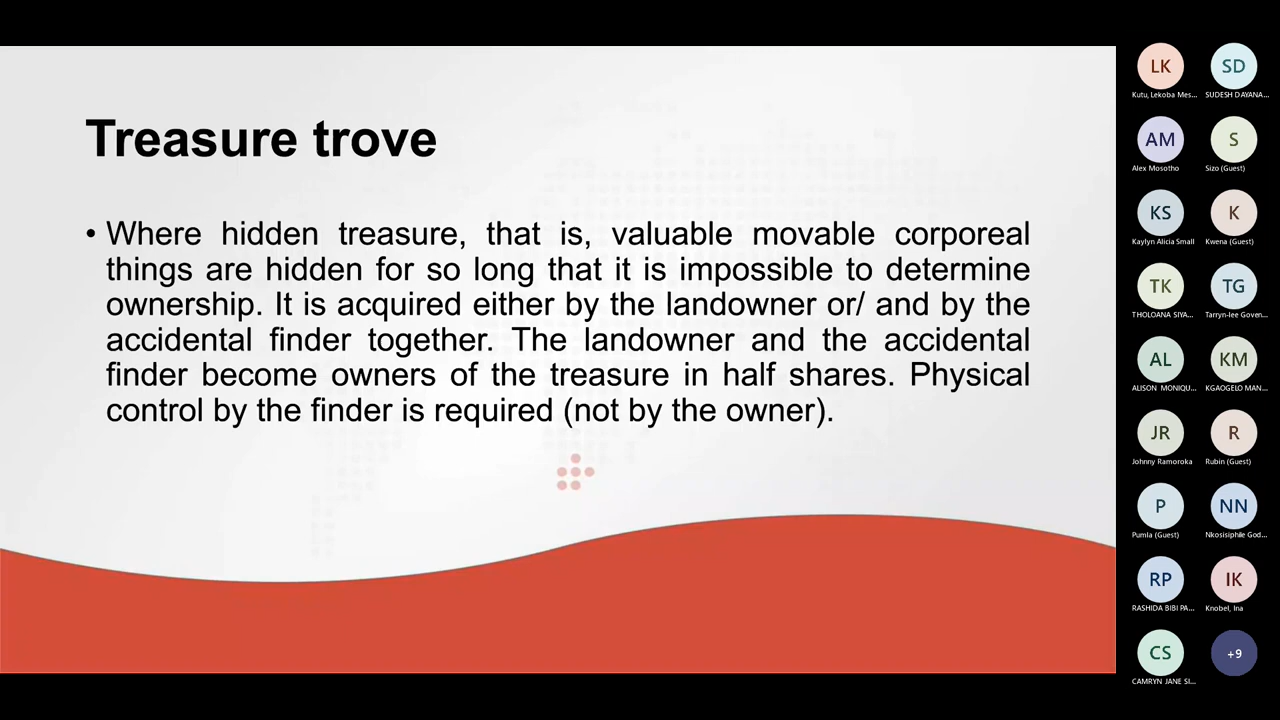 Treasure trove
• Where hidden treasure, that is, valuable movable corporeal
things are hidden for so long that it is impossible to determine
ownership. It is acquired either by the landowner or/ and by the
accidental finder together. The landowner and the accidental
finder become owners of the treasure in half shares. Physical
control by the finder is required (not by the owner).
LK
Kutu, Lekoba Mes...
SD
SUDESH DAYANA...
AM
Alex Mosotho
S
Sizo (Guest)
KS
Kaylyn Alicia Small
K
Kwena (Guest)
TK
THOLOANA SIYA...
TG
Tarryn-lee Goven...
AL
ALISON MONIQU...
KM
KGAOGELO MAN...
JR
Johnny Ramoroka
R
Rubin (Guest)
P
Pumla (Guest)
NN
Nkosisiphile God...
RP
RASHIDA BIBI PA...
IK
Knobel, Ina
CS
CAMRYN JANE SI...
+9